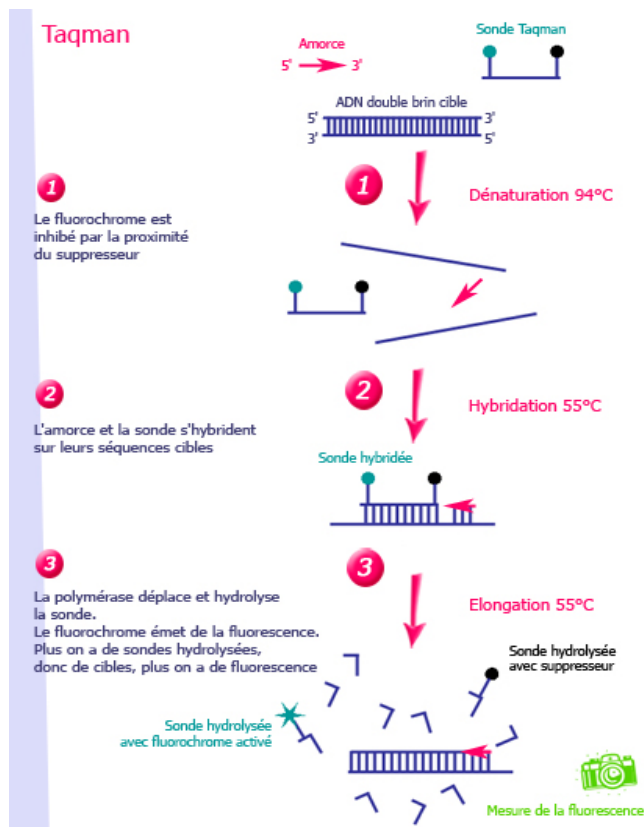 Taqman
Sonde Taqman
Amorce
5' 3'
ADN double brin cible
5' 3'
3' 5'
1
Le fluorochrome est
inhibé par la proximité
du suppresseur
1
Dénaturation 94°C
2
L'amorce et la sonde s'hybrident
sur leurs séquences cibles
2
Hybridation 55°C
Sonde hybridée
3
La polymérase déplace et hydrolyse
la sonde.
Le fluorochrome émet de la fluorescence.
Plus on a de sondes hydrolysées,
donc de cibles, plus on a de fluorescence
3
Elongation 55°C
Sonde hydrolysée
avec suppresseur
Sonde hydrolysée
avec fluorochrome activé
Mesure de la fluorescence